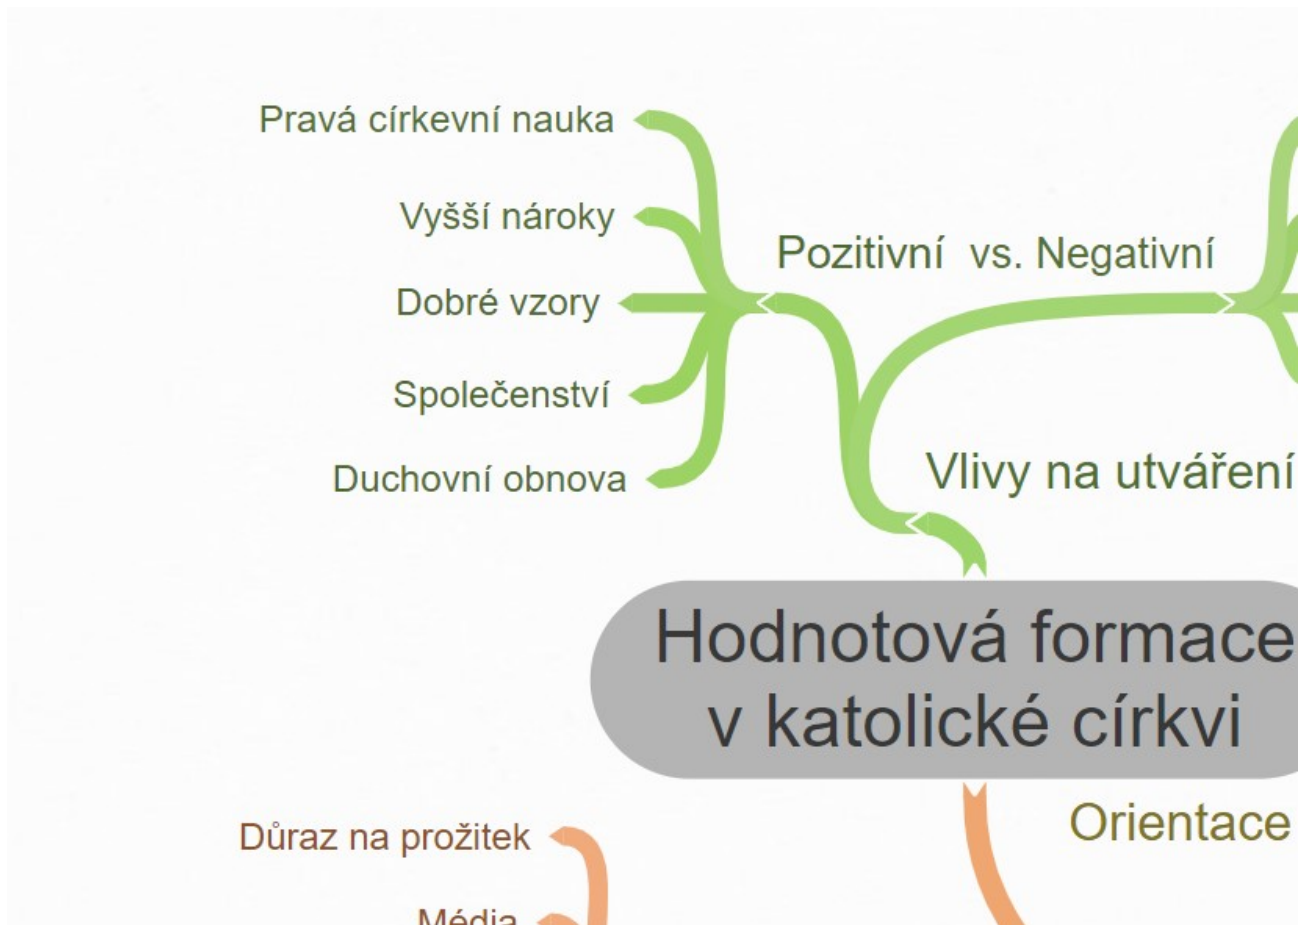 Pravá církevní nauka
Vyšší nároky
Pozitivní vs. Negativní
Dobré vzory
Společenství
Duchovní obnova
Vlivy na utváření
Hodnotová formace
v katolické církvi
Orientace
Důraz na prožitek
Média